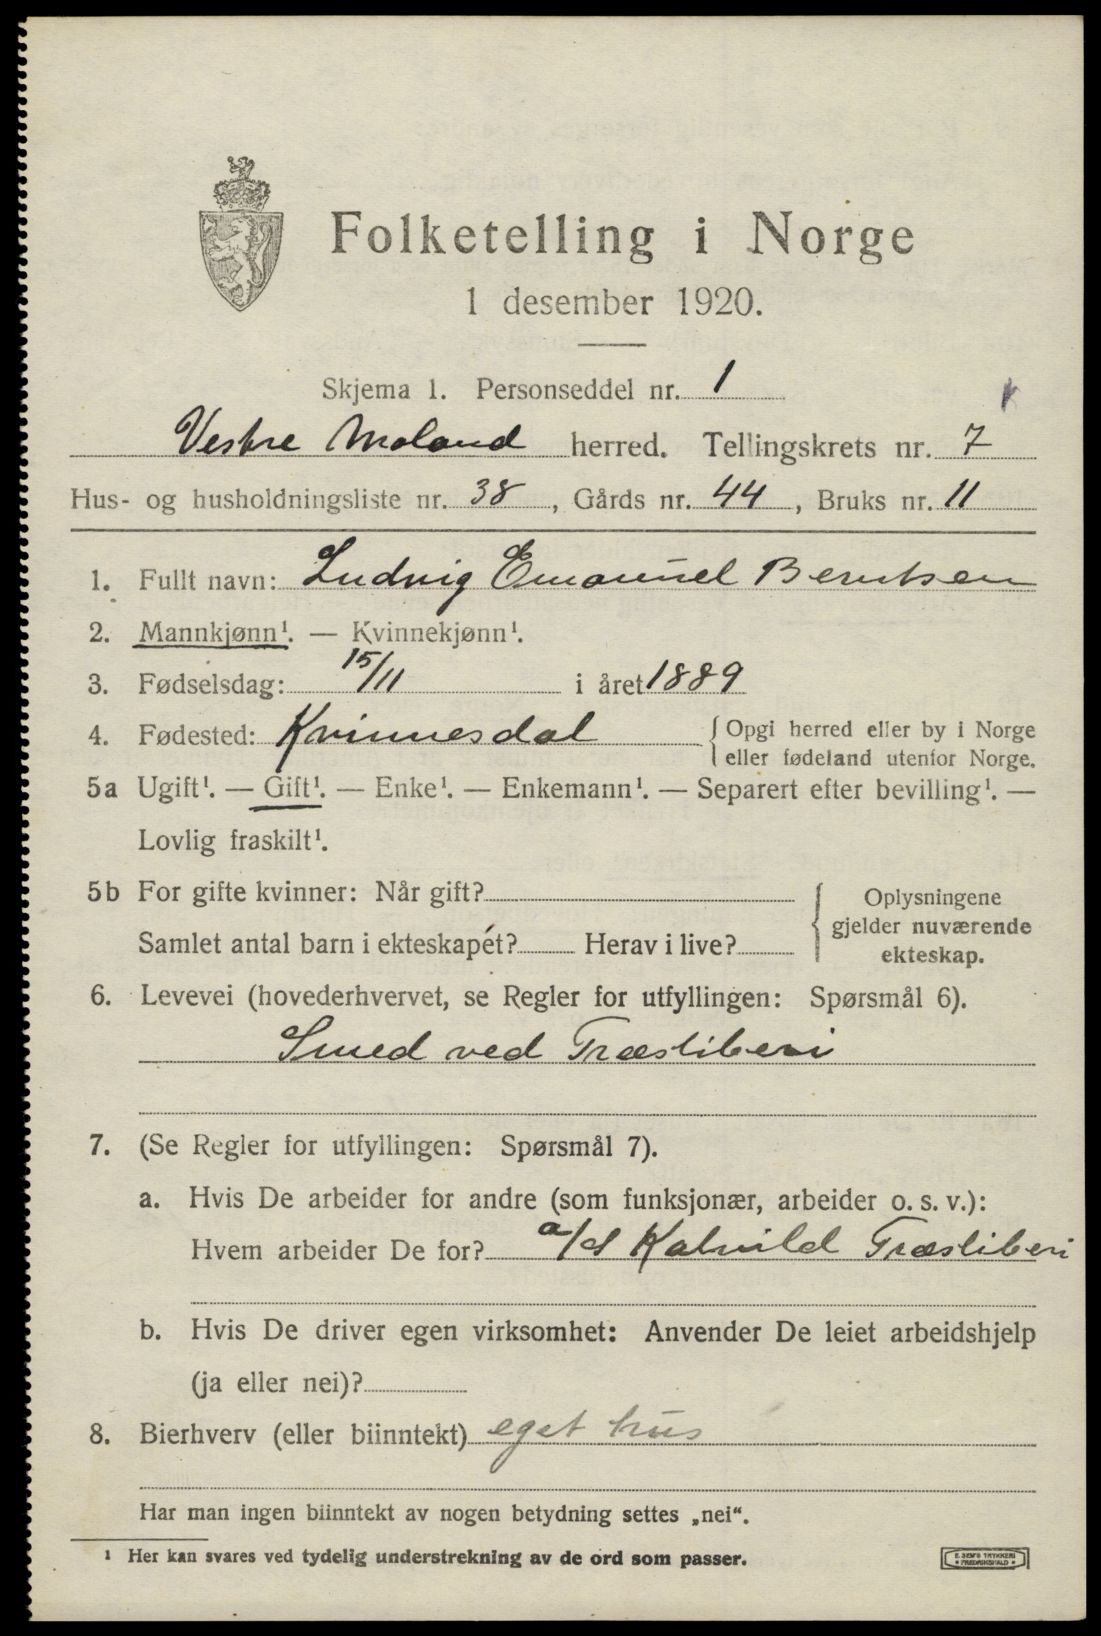 Folketelling i Norge
1 desember 1920.
Skjema 1. Personseddel nr. 1
Vestre Moland herred. Tellingskrets nr. 7
Hus- og husholdningsliste nr. 38, Gårds nr. 44, Bruks nr. 11
1. Fullt navn: Ludvig Emanuel Berntsen
2. Mannkjønn¹. — Kvinnekjønn¹.
3. Fødselsdag: 15/11 i året 1889
4. Fødested: Kvinnesdal { Opgi herred eller by i Norge
eller fødeland utenfor Norge.
5a Ugift¹. — Gift¹. — Enke¹. — Enkemann¹. — Separert efter bevilling¹. —
Lovlig fraskilt¹.
5b For gifte kvinner: Når gift?
Samlet antal barn i ekteskapet? Herav i live?
{ Oplysningene
gjelder nuværende
ekteskap.
6. Levevei (hovederhvervet, se Regler for utfyllingen: Spørsmål 6).
Smed ved Træsliberi
7. (Se Regler for utfyllingen: Spørsmål 7).
a. Hvis De arbeider for andre (som funksjonær, arbeider o. s. v.):
Hvem arbeider De for? a/s Kalvild Træsliberi
b. Hvis De driver egen virksomhet: Anvender De leiet arbeidshjelp
(ja eller nei)?
8. Bierhverv (eller biinntekt) eget hus
Har man ingen biinntekt av nogen betydning settes „nei“.
¹ Her kan svares ved tydelig understrekning av de ord som passer.
E. SEM'S TRYKKERI
* FREDRIKSHALD *